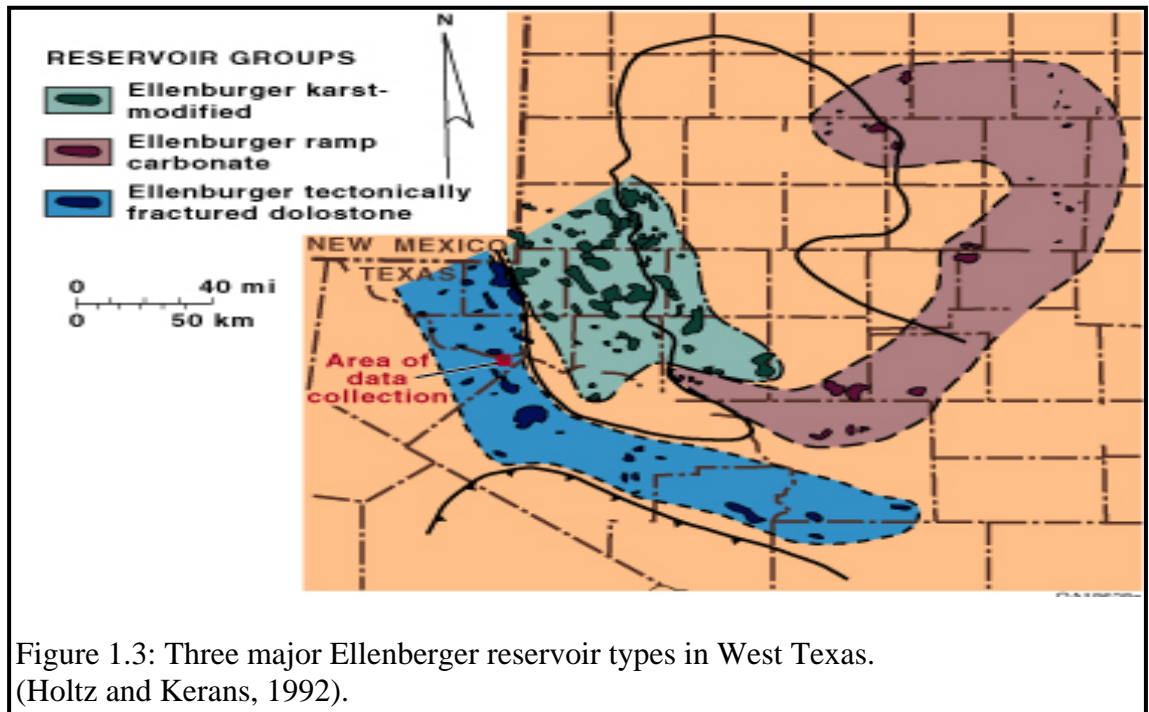 N
RESERVOIR GROUPS
Ellenburger karst-
modified
Ellenburger ramp
carbonate
Ellenburger tectonically
fractured dolostone
NEW MEXICO
TEXAS
0 40 mi
0 50 km
Area of
data
collection
Figure 1.3: Three major Ellenberger reservoir types in West Texas.
(Holtz and Kerans, 1992).